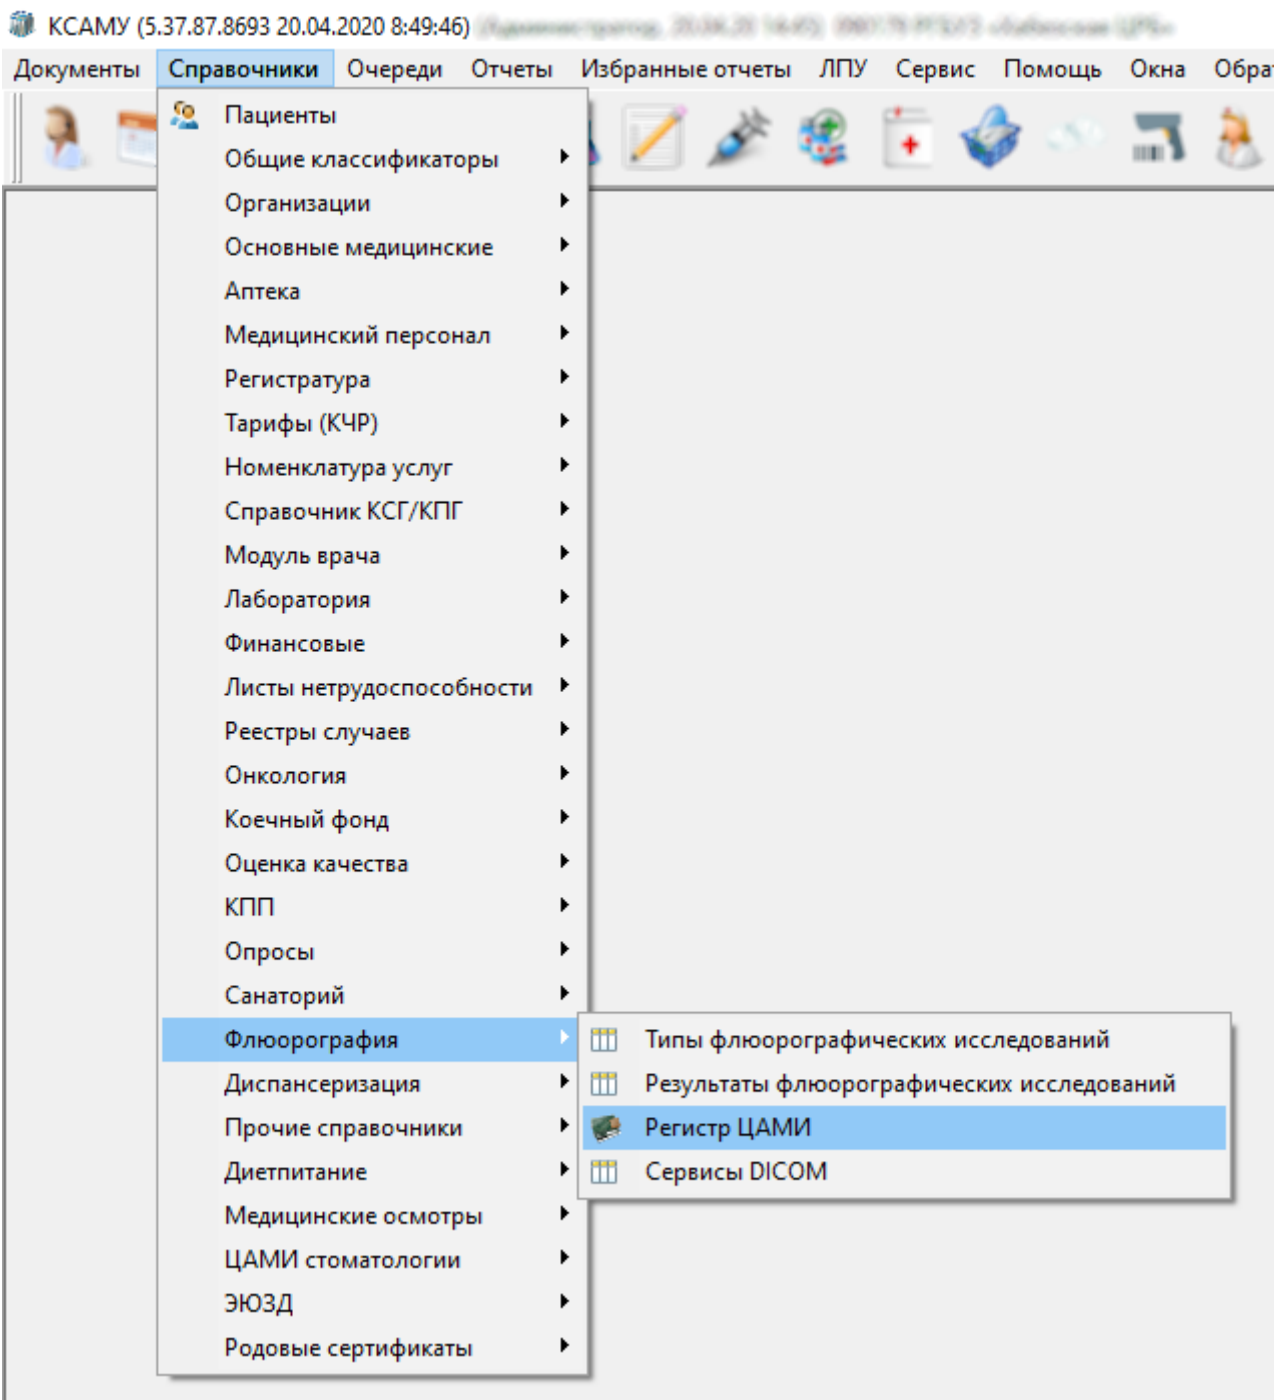 КСАМУ (5.37.87.8693 20.04.2020 8:49:46)
Документы Справочники Очереди Отчеты Избранные отчеты ЛПУ Сервис Помощь Окна Обра
Пациенты
Общие классификаторы
Организации
Основные медицинские
Аптека
Медицинский персонал
Регистратура
Тарифы (КЧР)
Номенклатура услуг
Справочник КСГ/КПГ
Модуль врача
Лаборатория
Финансовые
Листы нетрудоспособности
Реестры случаев
Онкология
Коечный фонд
Оценка качества
КПП
Опросы
Санаторий
Флюорография
Типы флюорографических исследований
Результаты флюорографических исследований
Регистр ЦАМИ
Сервисы DICOM
Диспансеризация
Прочие справочники
Диетпитание
Медицинские осмотры
ЦАМИ стоматологии
ЭЮЗД
Родовые сертификаты